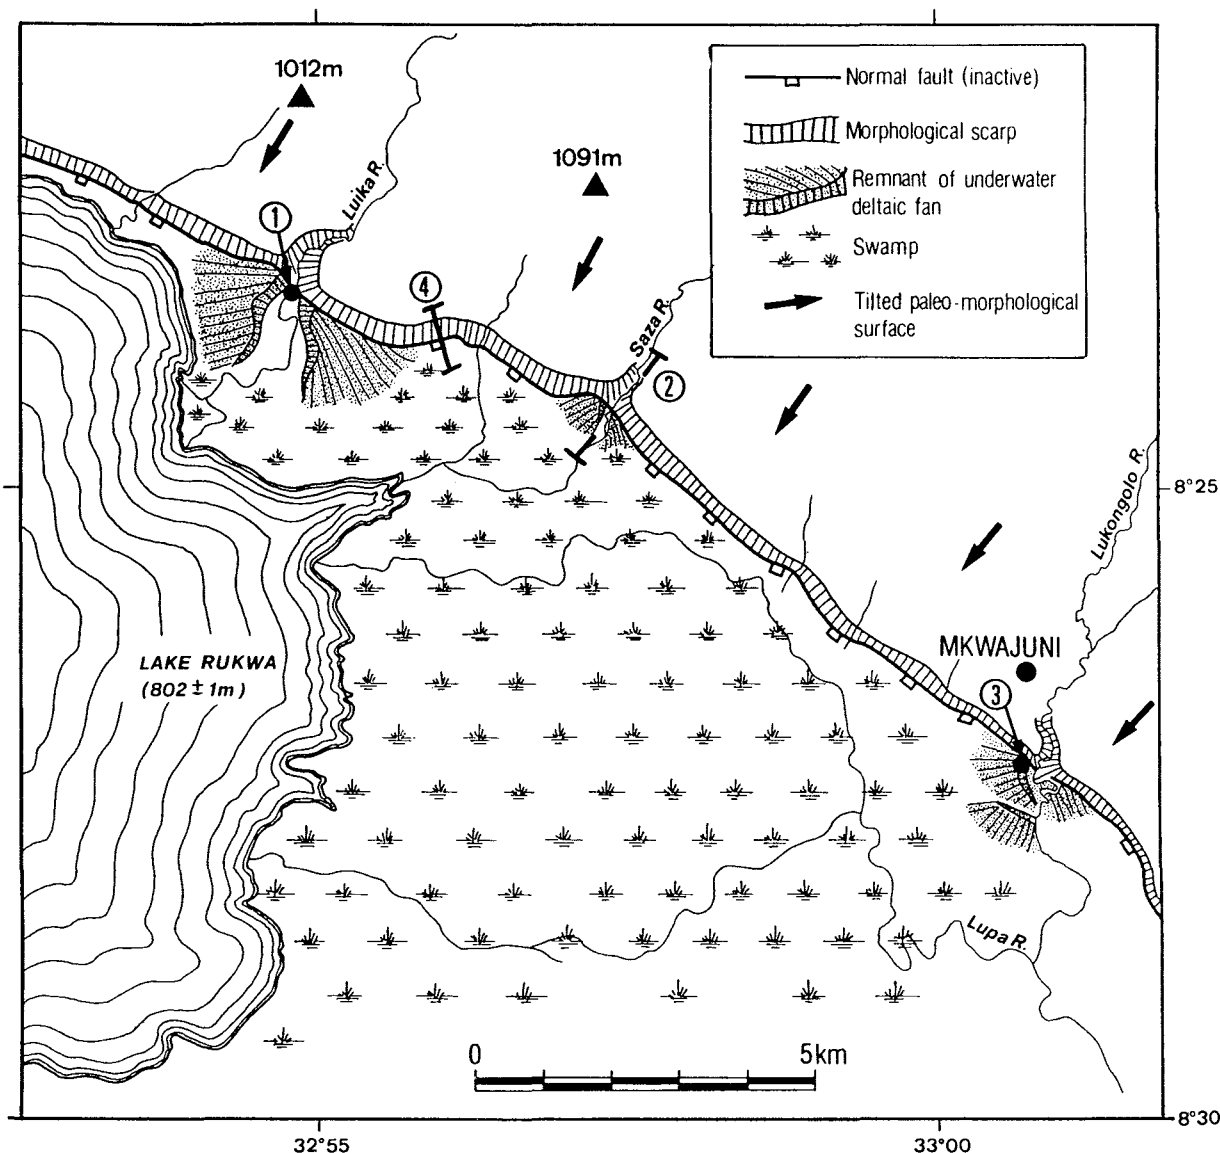 1012m
1091m
Normal fault (inactive)
Morphological scarp
Remnant of underwater
deltaic fan
Swamp
Tilted paleo-morphological
surface
Luika R.
1
4
Saza R.
2
8°25
Lukongolo R.
MKWAJUNI
LAKE RUKWA
(802 ± 1m)
3
Lupa R.
0 5km
8°30
32°55 33°00